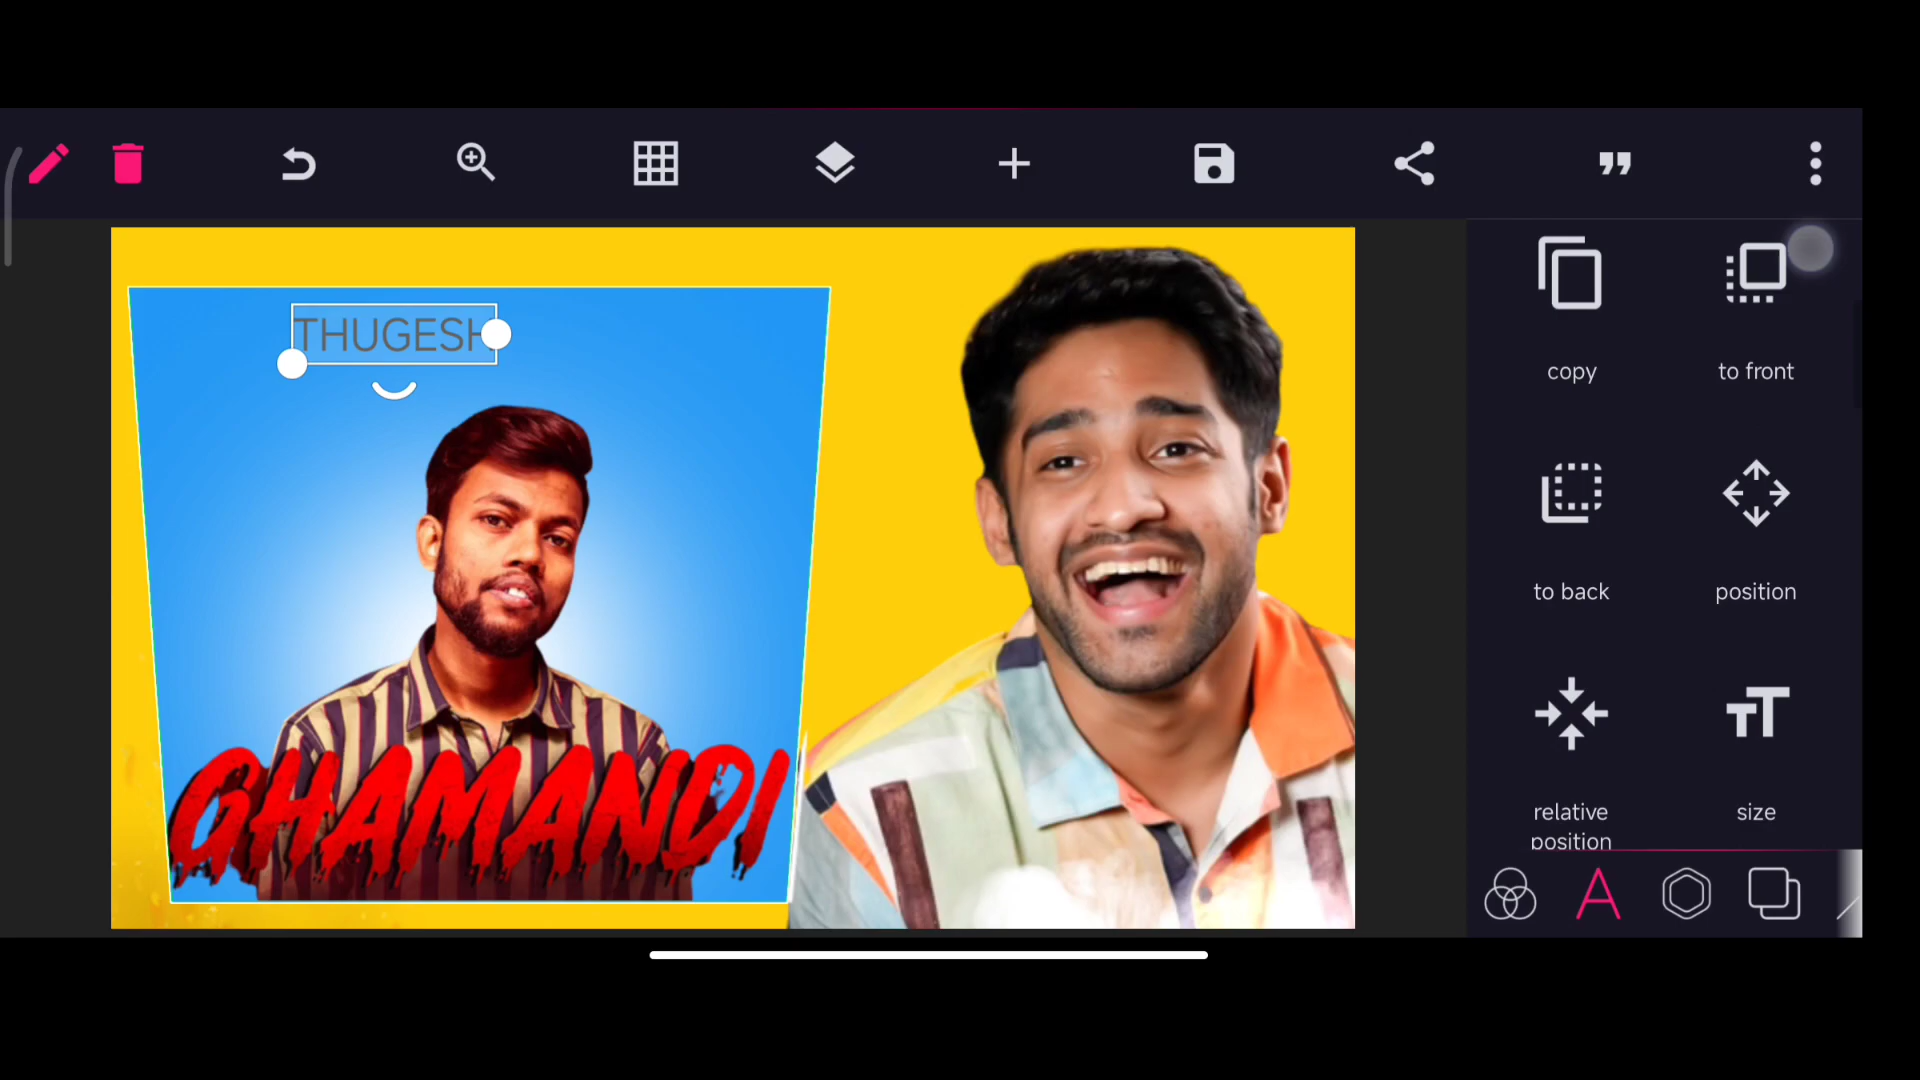 THUGESH
GHAMANDI
copy
to front
to back
position
relative
position
size